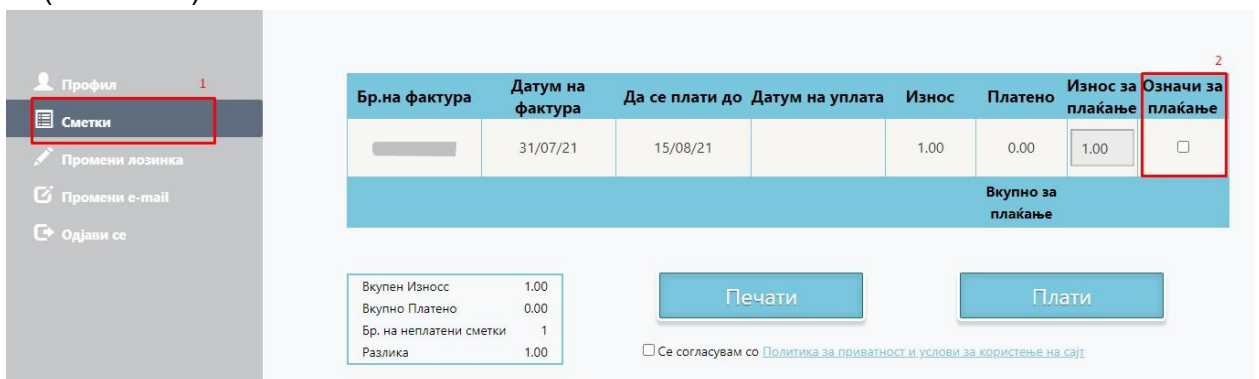 Профил 1
Сметки
Промени лозинка
Промени e-mail
Одјави се
2
Бр.на фактура Датум на фактура Да се плати до Датум на уплата Износ Платено Износ за плаќање Означи за плаќање
31/07/21 15/08/21 1.00 0.00 1.00
Вкупно за плаќање
Вкупен Износс 1.00
Вкупно Платено 0.00
Бр. на неплатени сметки 1
Разлика 1.00
Печати
Плати
Се согласувам со Политика за приватност и услови за користење на сајт